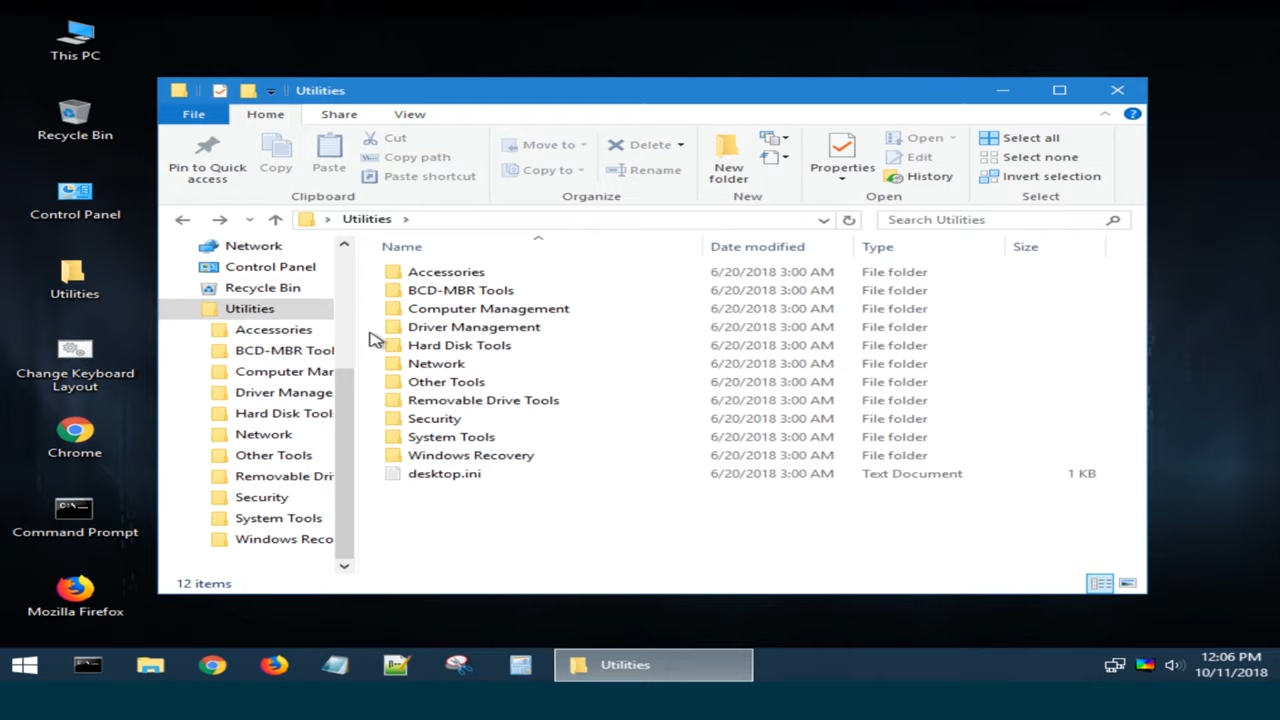 This PC
Recycle Bin
Control Panel
Utilities
Change Keyboard
Layout
Chrome
Command Prompt
Mozilla Firefox
Utilities
File
Home
Share
View
Pin to Quick
access
Copy
Paste
Cut
Copy path
Paste shortcut
Clipboard
Move to
Copy to
Delete
Rename
Organize
New
folder
New
Properties
Open
Edit
History
Open
Select all
Select none
Invert selection
Select
Utilities
Search Utilities
Network
Control Panel
Recycle Bin
Utilities
Accessories
BCD-MBR Tool
Computer Mar
Driver Manage
Hard Disk Tool
Network
Other Tools
Removable Dri
Security
System Tools
Windows Reco
Name Date modified Type Size
Accessories 6/20/2018 3:00 AM File folder
BCD-MBR Tools 6/20/2018 3:00 AM File folder
Computer Management 6/20/2018 3:00 AM File folder
Driver Management 6/20/2018 3:00 AM File folder
Hard Disk Tools 6/20/2018 3:00 AM File folder
Network 6/20/2018 3:00 AM File folder
Other Tools 6/20/2018 3:00 AM File folder
Removable Drive Tools 6/20/2018 3:00 AM File folder
Security 6/20/2018 3:00 AM File folder
System Tools 6/20/2018 3:00 AM File folder
Windows Recovery 6/20/2018 3:00 AM File folder
desktop.ini 6/20/2018 3:00 AM Text Document 1 KB
12 items
Utilities
12:06 PM
10/11/2018